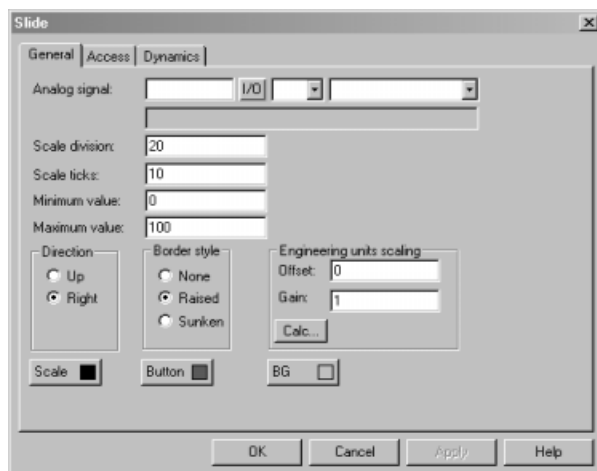 Slide
General Access Dynamics
Analog signal: I/O
Scale division: 20
Scale ticks: 10
Minimum value: 0
Maximum value: 100
Direction Border style Engineering units scaling
Up None Offset: 0
Right Raised Gain: 1
Sunken Calc...
Scale Button BG
OK Cancel Apply Help